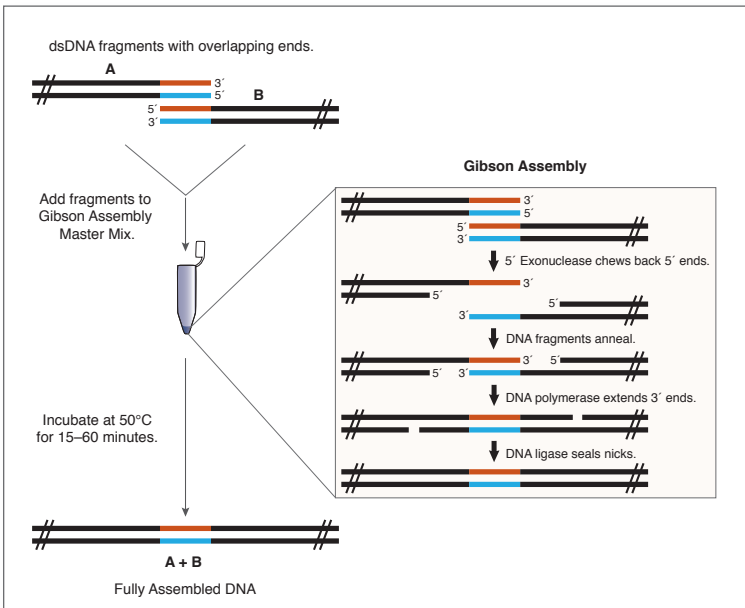 dsDNA fragments with overlapping ends.
A
3´
5´
5´
B
3´
Add fragments to
Gibson Assembly
Master Mix.
Incubate at 50°C
for 15–60 minutes.
A + B
Fully Assembled DNA
Gibson Assembly
3´
5´
5´
3´
5´ Exonuclease chews back 5´ ends.
3´
5´
5´
3´
DNA fragments anneal.
3´ 5´
5´ 3´
DNA polymerase extends 3´ ends.
DNA ligase seals nicks.